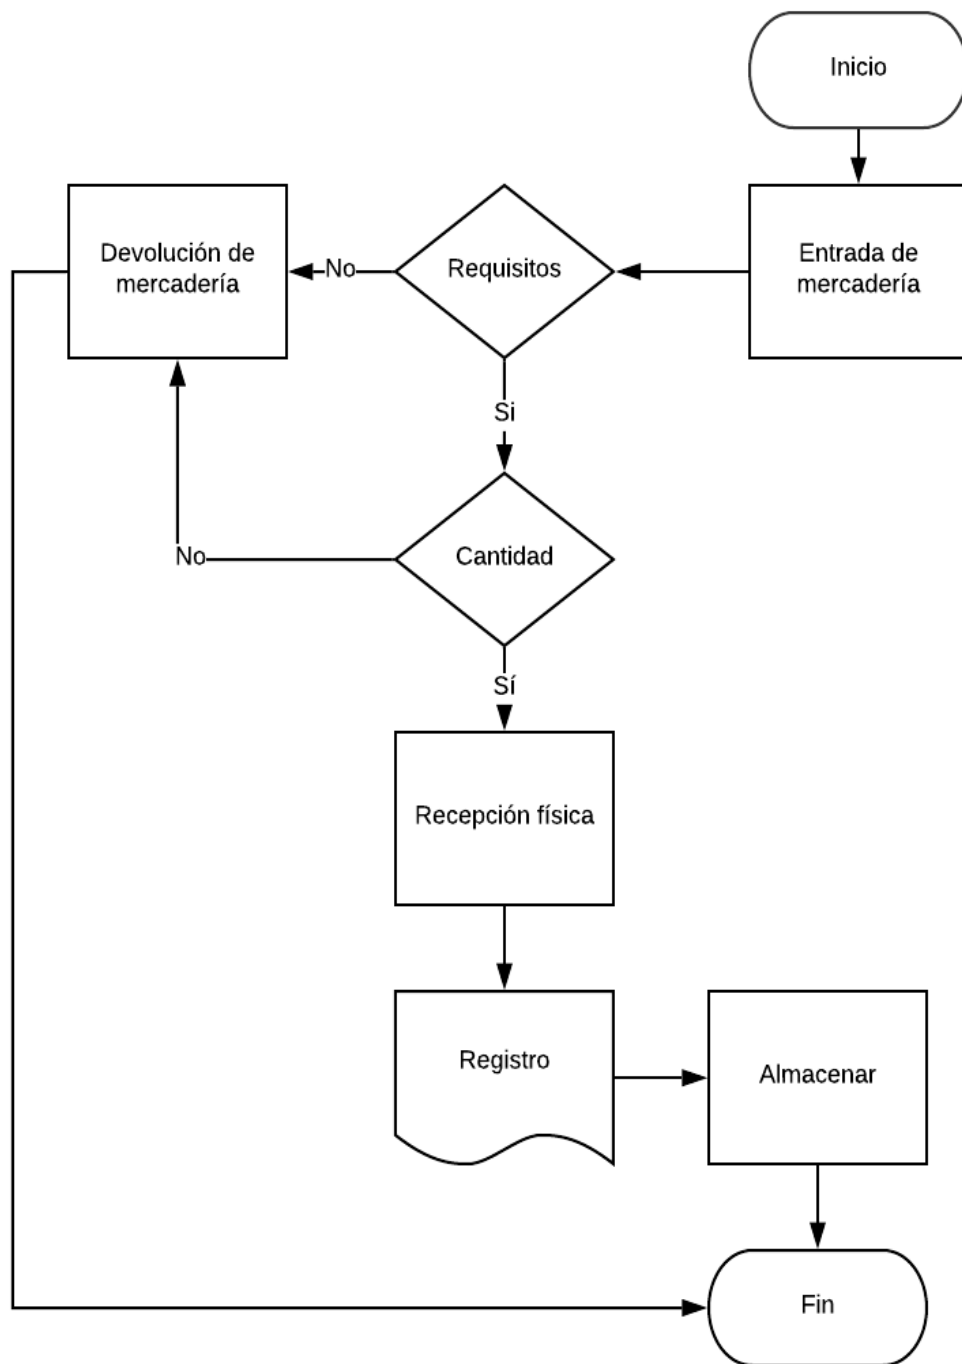 Inicio
Entrada de
mercadería
Requisitos
No
Devolución de
mercadería
Si
Cantidad
No
Sí
Recepción física
Registro
Almacenar
Fin